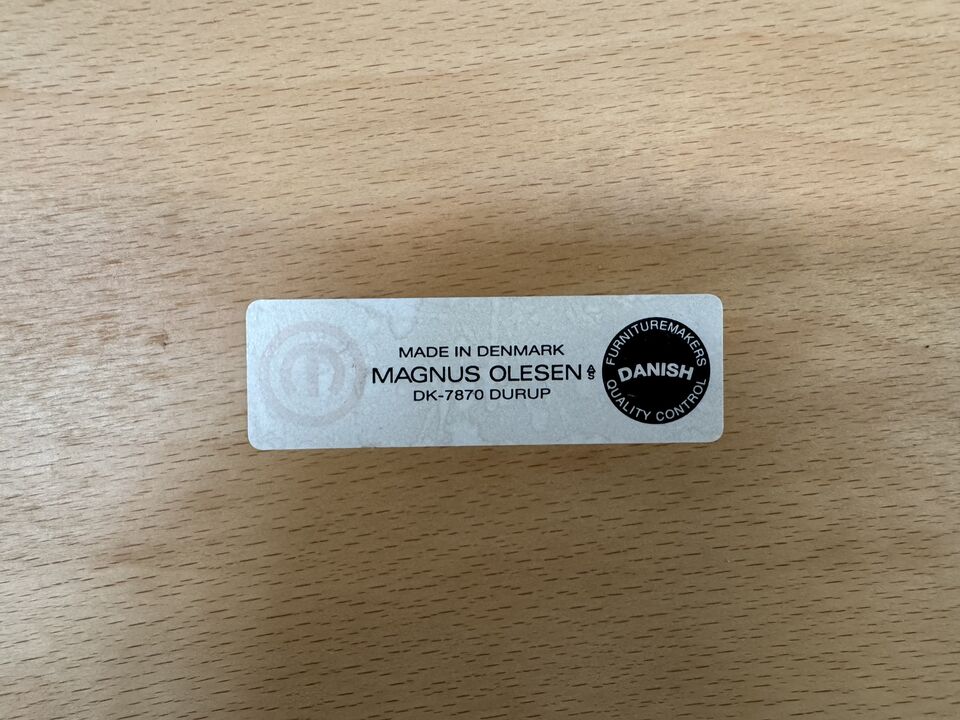 MADE IN DENMARK
MAGNUS OLESEN A/S
DK-7870 DURUP
FURNITUREMAKERS
DANISH
QUALITY CONTROL